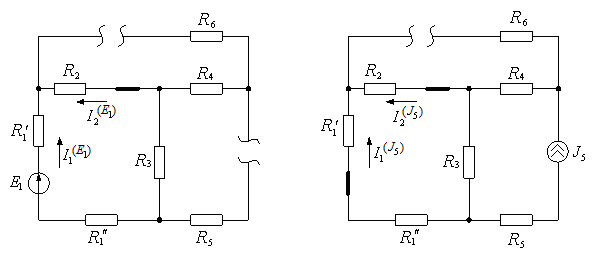 R₆
R₂ R₄
I₂(E₁)
R₁′
I₁(E₁)
R₃
E₁
R₁″ R₅
R₆
R₂ R₄
I₂(J₅)
R₁′
I₁(J₅)
R₃
J₅
R₁″ R₅